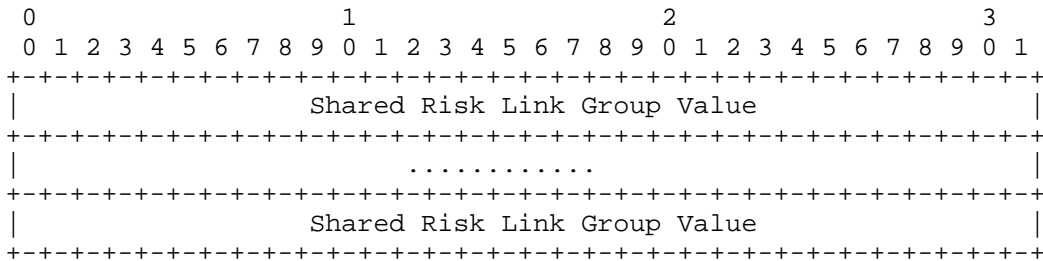 0                   1                   2                   3
 0 1 2 3 4 5 6 7 8 9 0 1 2 3 4 5 6 7 8 9 0 1 2 3 4 5 6 7 8 9 0 1
+-+-+-+-+-+-+-+-+-+-+-+-+-+-+-+-+-+-+-+-+-+-+-+-+-+-+-+-+-+-+-+-+
|                  Shared Risk Link Group Value                 |
+-+-+-+-+-+-+-+-+-+-+-+-+-+-+-+-+-+-+-+-+-+-+-+-+-+-+-+-+-+-+-+-+
|                        ............                           |
+-+-+-+-+-+-+-+-+-+-+-+-+-+-+-+-+-+-+-+-+-+-+-+-+-+-+-+-+-+-+-+-+
|                  Shared Risk Link Group Value                 |
+-+-+-+-+-+-+-+-+-+-+-+-+-+-+-+-+-+-+-+-+-+-+-+-+-+-+-+-+-+-+-+-+